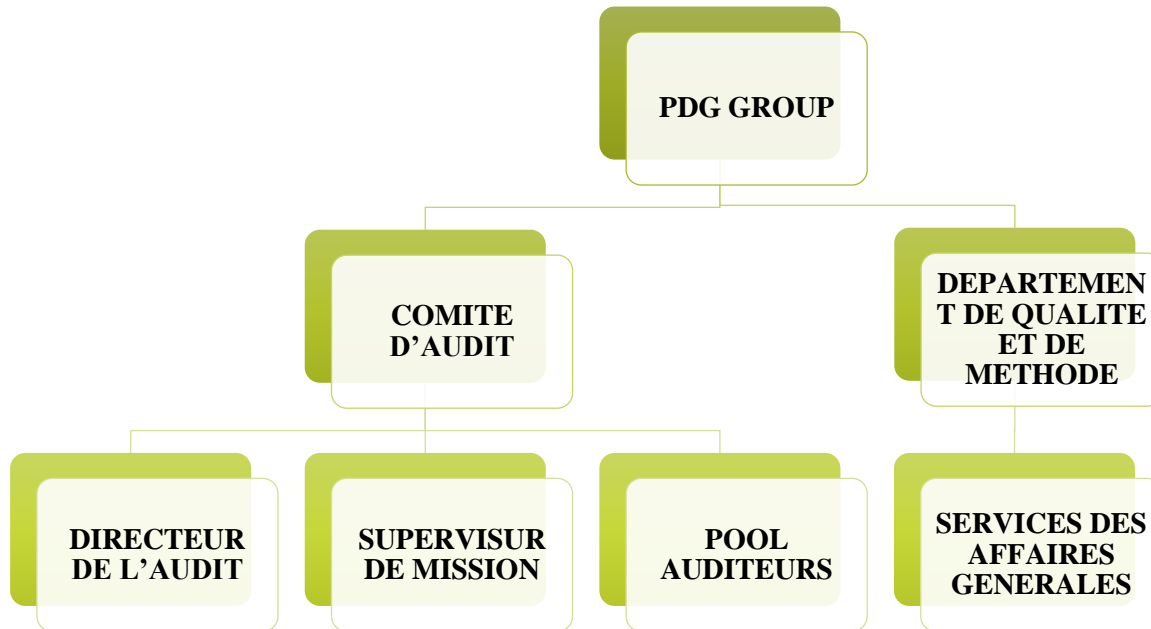 PDG GROUP
COMITE
D’AUDIT
DEPARTEMEN
T DE QUALITE
ET DE
METHODE
DIRECTEUR
DE L’AUDIT
SUPERVISUR
DE MISSION
POOL
AUDITEURS
SERVICES DES
AFFAIRES
GENERALES